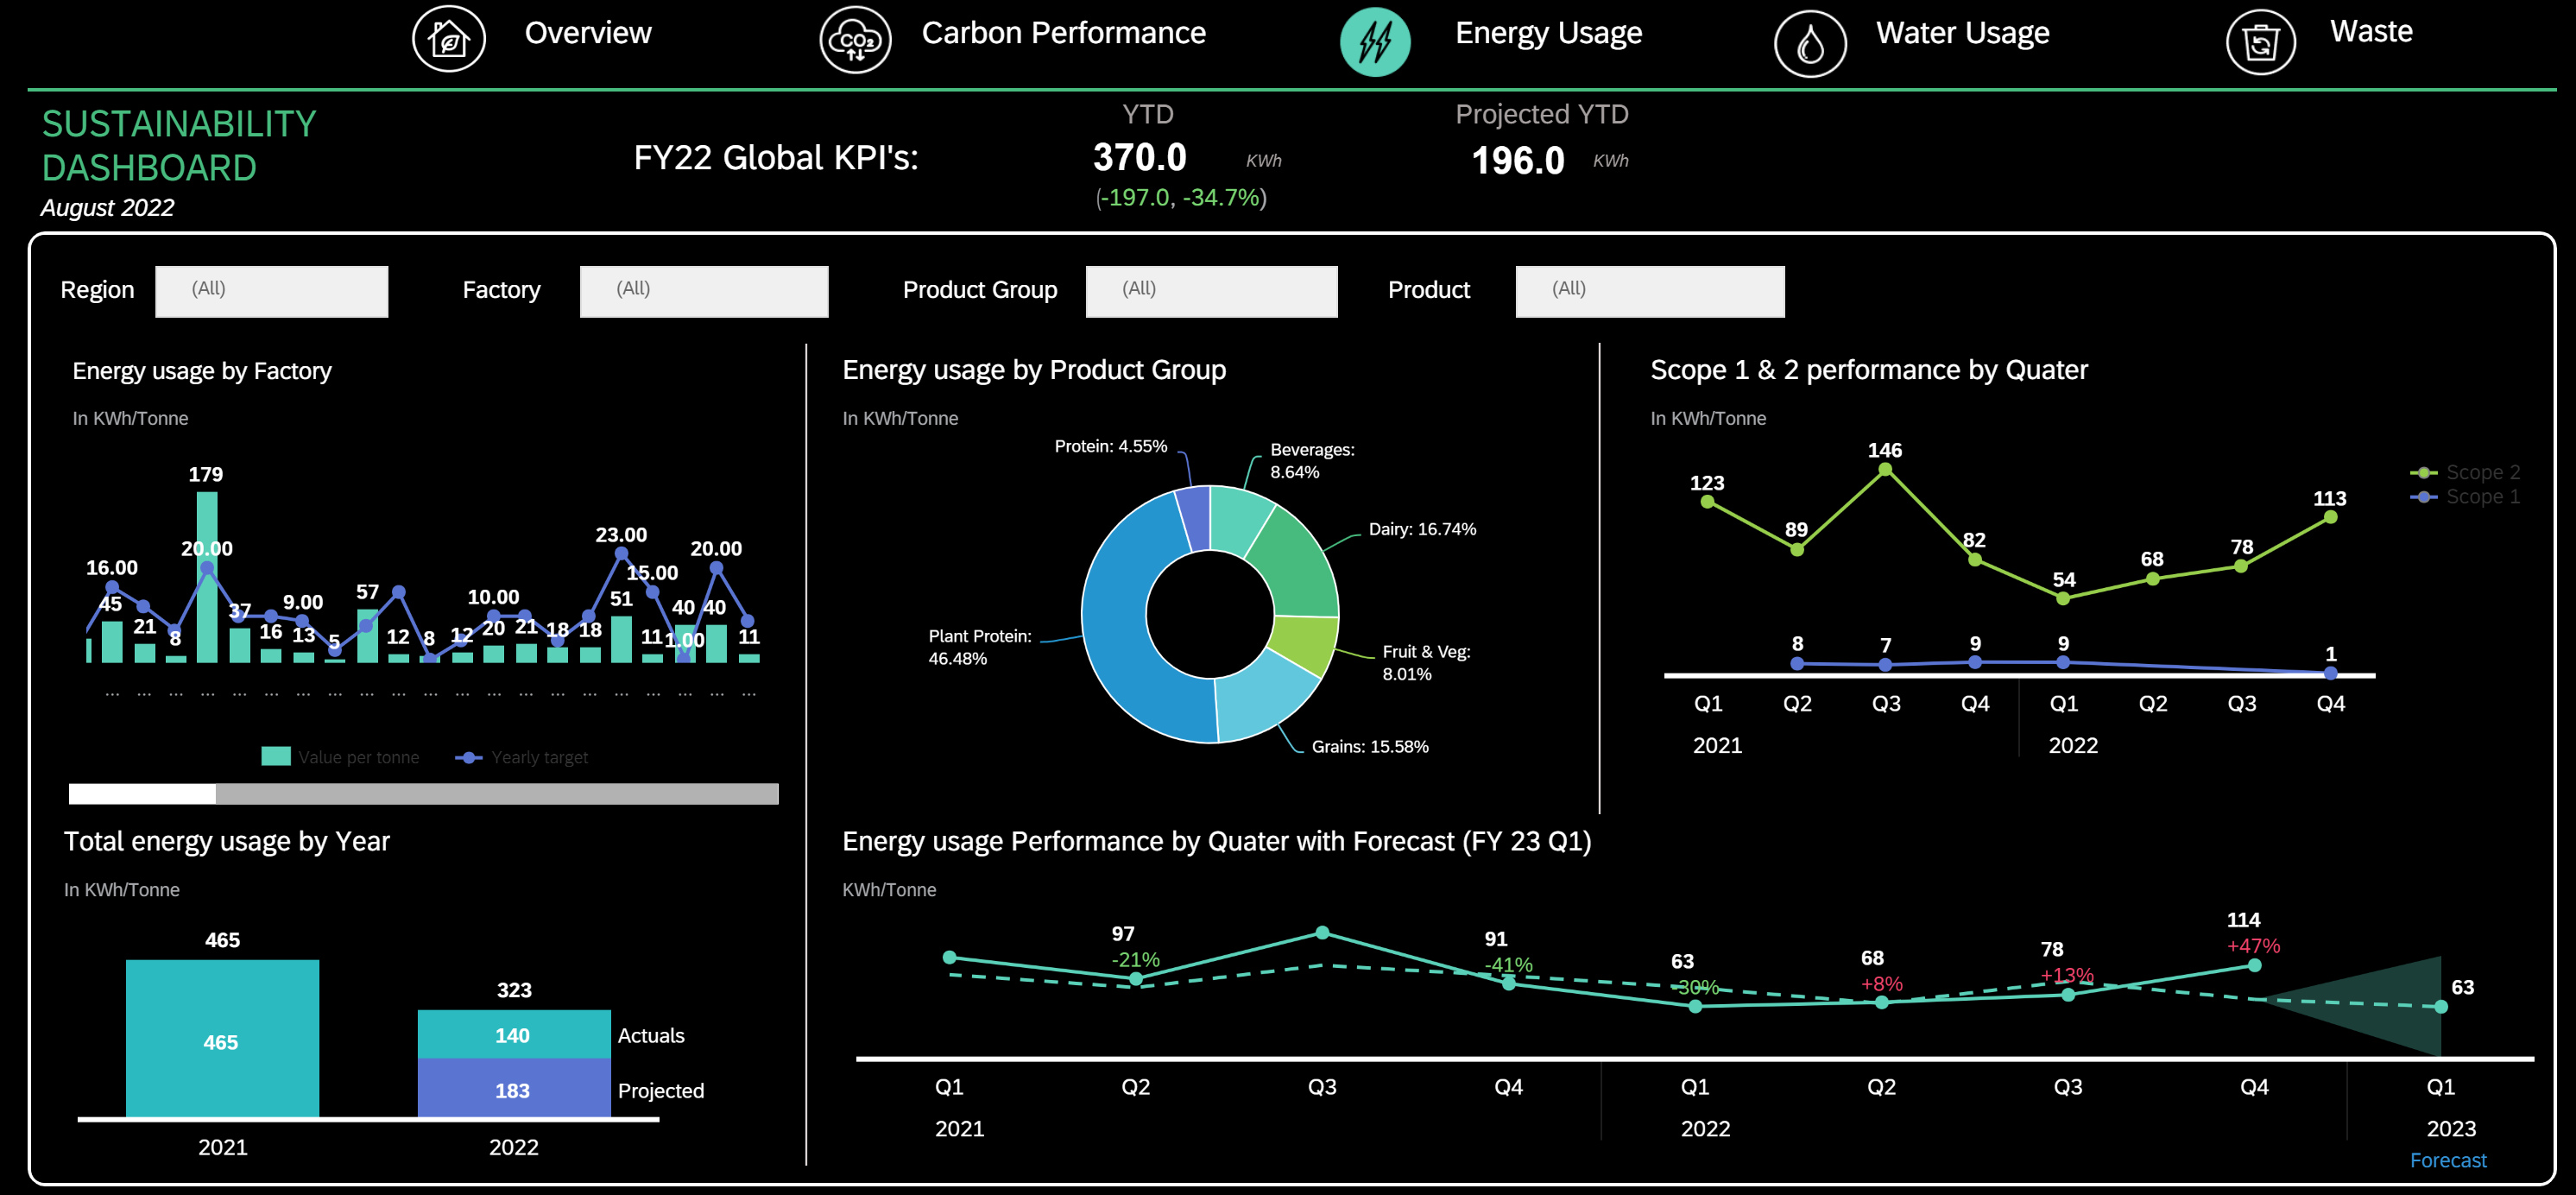 Overview
CO₂
Carbon Performance
Energy Usage
Water Usage
Waste
SUSTAINABILITY
DASHBOARD
August 2022
FY22 Global KPI's:
YTD
370.0 KWh
(-197.0, -34.7%)
Projected YTD
196.0 KWh
Region (All)
Factory (All)
Product Group (All)
Product (All)
Energy usage by Factory
In KWh/Tonne
179
23.00
20.00
20.00
16.00
15.00
57
9.00
10.00
51
45
37
40
40
21
8
16
13
5
12
8
12
20
21
18
18
11
1.00
11
... ... ... ... ... ... ... ... ... ... ... ... ... ... ... ... ... ... ... ... ...
Value per tonne
Yearly target
Energy usage by Product Group
In KWh/Tonne
Protein: 4.55%
Beverages:
8.64%
Dairy: 16.74%
Plant Protein:
46.48%
Fruit & Veg:
8.01%
Grains: 15.58%
Scope 1 & 2 performance by Quater
In KWh/Tonne
123
89
146
82
54
68
78
113
8
7
9
9
1
Scope 2
Scope 1
Q1 Q2 Q3 Q4 Q1 Q2 Q3 Q4
2021 2022
Total energy usage by Year
In KWh/Tonne
465
465
323
140
Actuals
183
Projected
2021 2022
Energy usage Performance by Quater with Forecast (FY 23 Q1)
KWh/Tonne
97
-21%
91
-41%
63
-30%
68
+8%
78
+13%
114
+47%
63
Q1 Q2 Q3 Q4 Q1 Q2 Q3 Q4 Q1
2021 2022 2023
Forecast